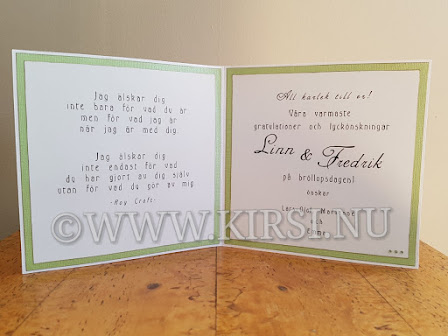 Jag älskar dig
inte bara för vad du är
men för vad jag är
när jag är med dig.
Jag älskar dig
inte endast för vad
du har gjort av dig själv
utan för vad du gör av mig
-Roy Croft-
All kärlek till er!
Våra varmaste
gratulationer och lyckönskningar
Linn & Fredrik
på bröllopsdagen!
önskar
och
©WWW.KIRSI.NU